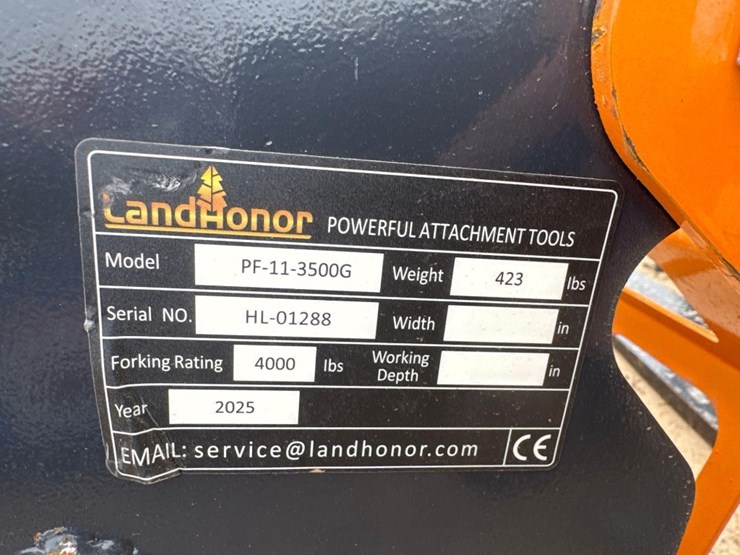 LandHonor POWERFUL ATTACHMENT TOOLS
Model PF-11-3500G Weight 423 lbs
Serial NO. HL-01288 Width in
Forking Rating 4000 lbs Working Depth in
Year 2025
EMAIL: service@landhonor.com CE